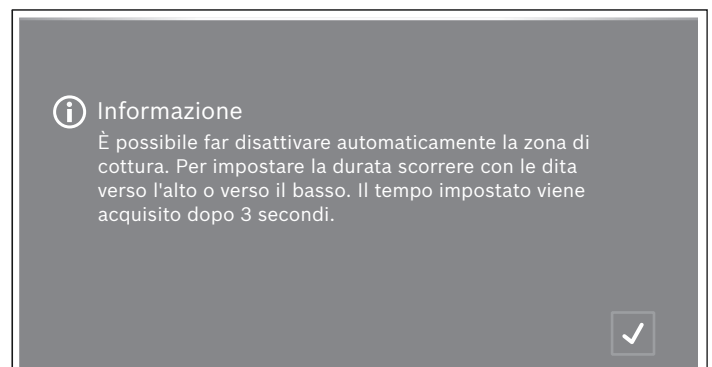 Informazione
È possibile far disattivare automaticamente la zona di
cottura. Per impostare la durata scorrere con le dita
verso l'alto o verso il basso. Il tempo impostato viene
acquisito dopo 3 secondi.